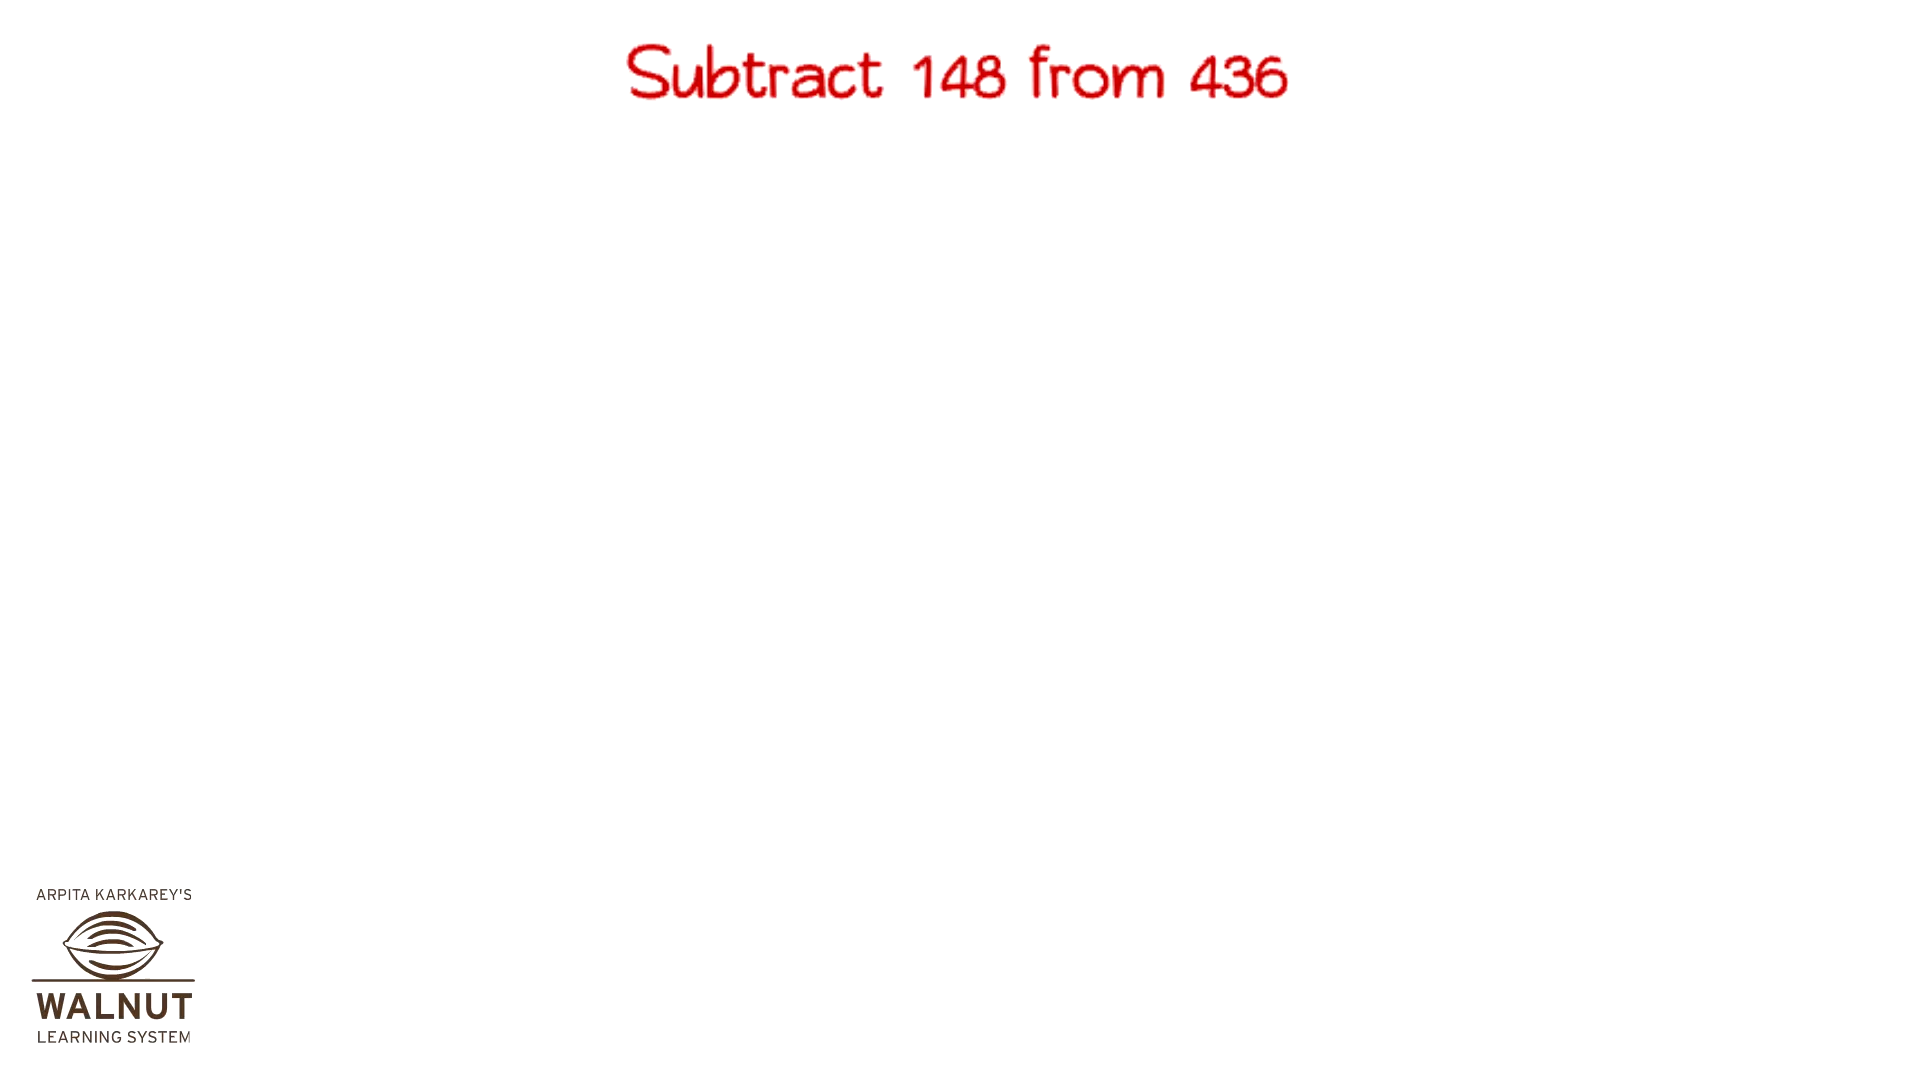 Subtract 148 from 436
ARPITA KARKAREY'S
WALNUT
LEARNING SYSTEM